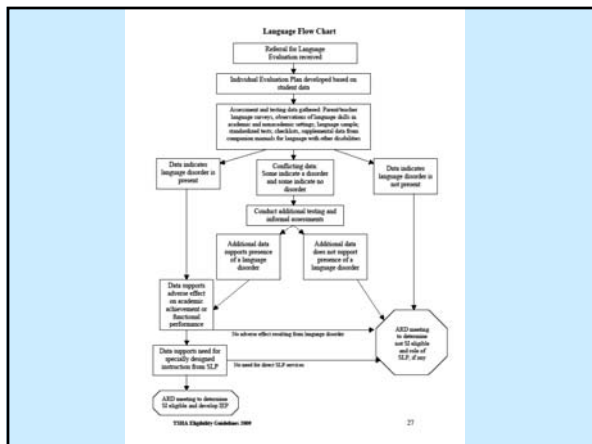 Language Flow Chart
Referral for Language
Evaluation received
Individual Evaluation Plan developed based on
student data
Assessment and testing data gathered: Parent/teacher
language surveys, observations of language skills in
academic and nonacademic settings, language sample,
standardized tests, checklists, supplemental data from
companion manuals for language with other disabilities
Data indicates
language disorder is
present
Conflicting data:
Some indicate a disorder
and some indicate no
disorder
Data indicates
language disorder is
not present
Conduct additional testing and
informal assessments
Additional data
supports presence
of a language
disorder
Additional data
does not support
presence of a
language disorder
Data supports
adverse effect
on academic
achievement or
functional
performance
No adverse effect resulting from language disorder
ARD meeting
to determine
not SI eligible
and role of
SLP, if any
Data supports need for
specially designed
instruction from SLP
No need for direct SLP services
ARD meeting to determine
SI eligible and develop IEP
TSHA Eligibility Guidelines 2009
27